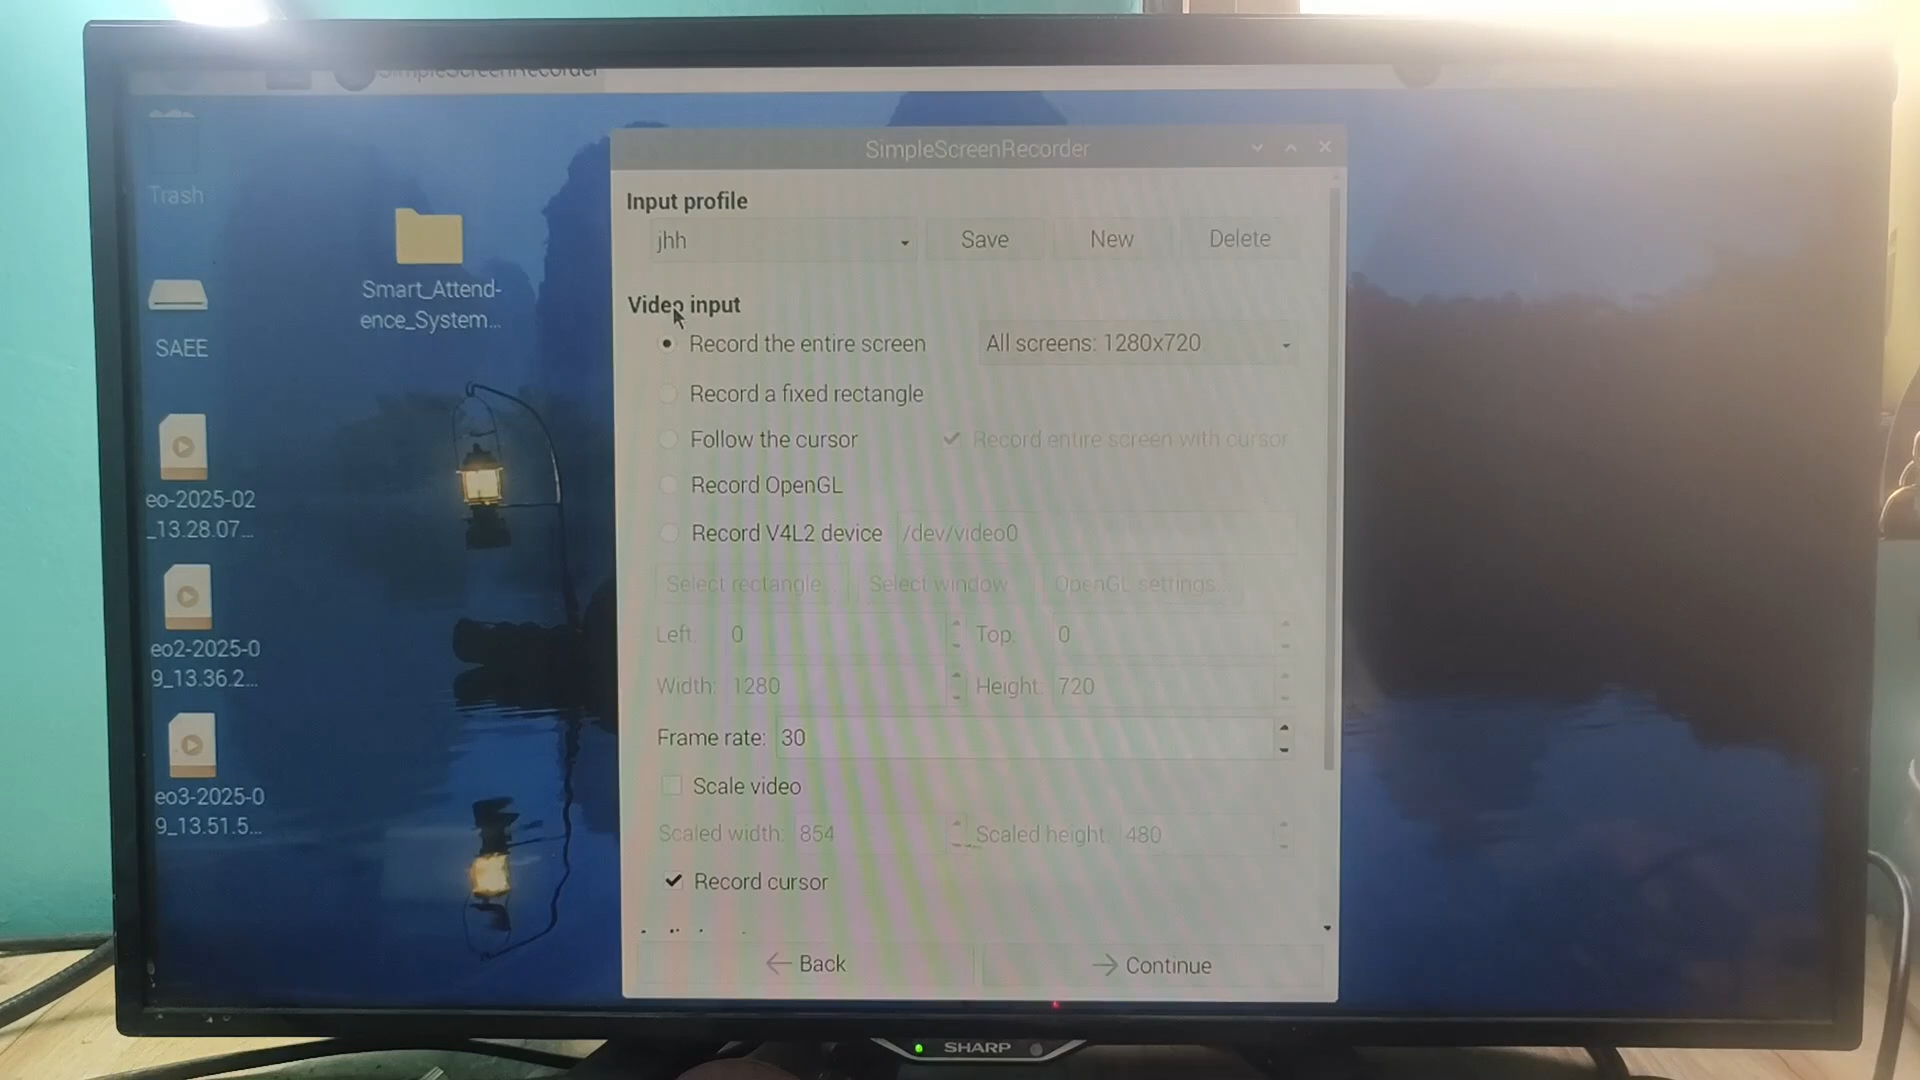 SimpleScreenRecorder
Trash
Smart_Attend-
ence_System...
SAEE
eo-2025-02
_13.28.07...
eo2-2025-0
9_13.36.2...
eo3-2025-0
9_13.51.5...
SimpleScreenRecorder
Input profile
jhh
Save
New
Delete
Video input
Record the entire screen
All screens: 1280x720
Record a fixed rectangle
Follow the cursor
Record entire screen with cursor
Record OpenGL
Record V4L2 device
/dev/video0
Select rectangle...
Select window...
OpenGL settings...
Left: 0
Top: 0
Width: 1280
Height: 720
Frame rate: 30
Scale video
Scaled width: 854
Scaled height: 480
Record cursor
Back
Continue
SHARP